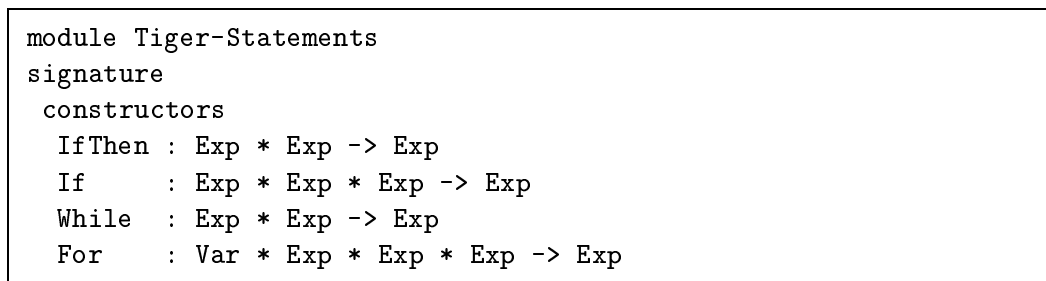 module Tiger-Statements
signature
 constructors
  IfThen : Exp * Exp -> Exp
  If     : Exp * Exp * Exp -> Exp
  While  : Exp * Exp -> Exp
  For    : Var * Exp * Exp * Exp -> Exp